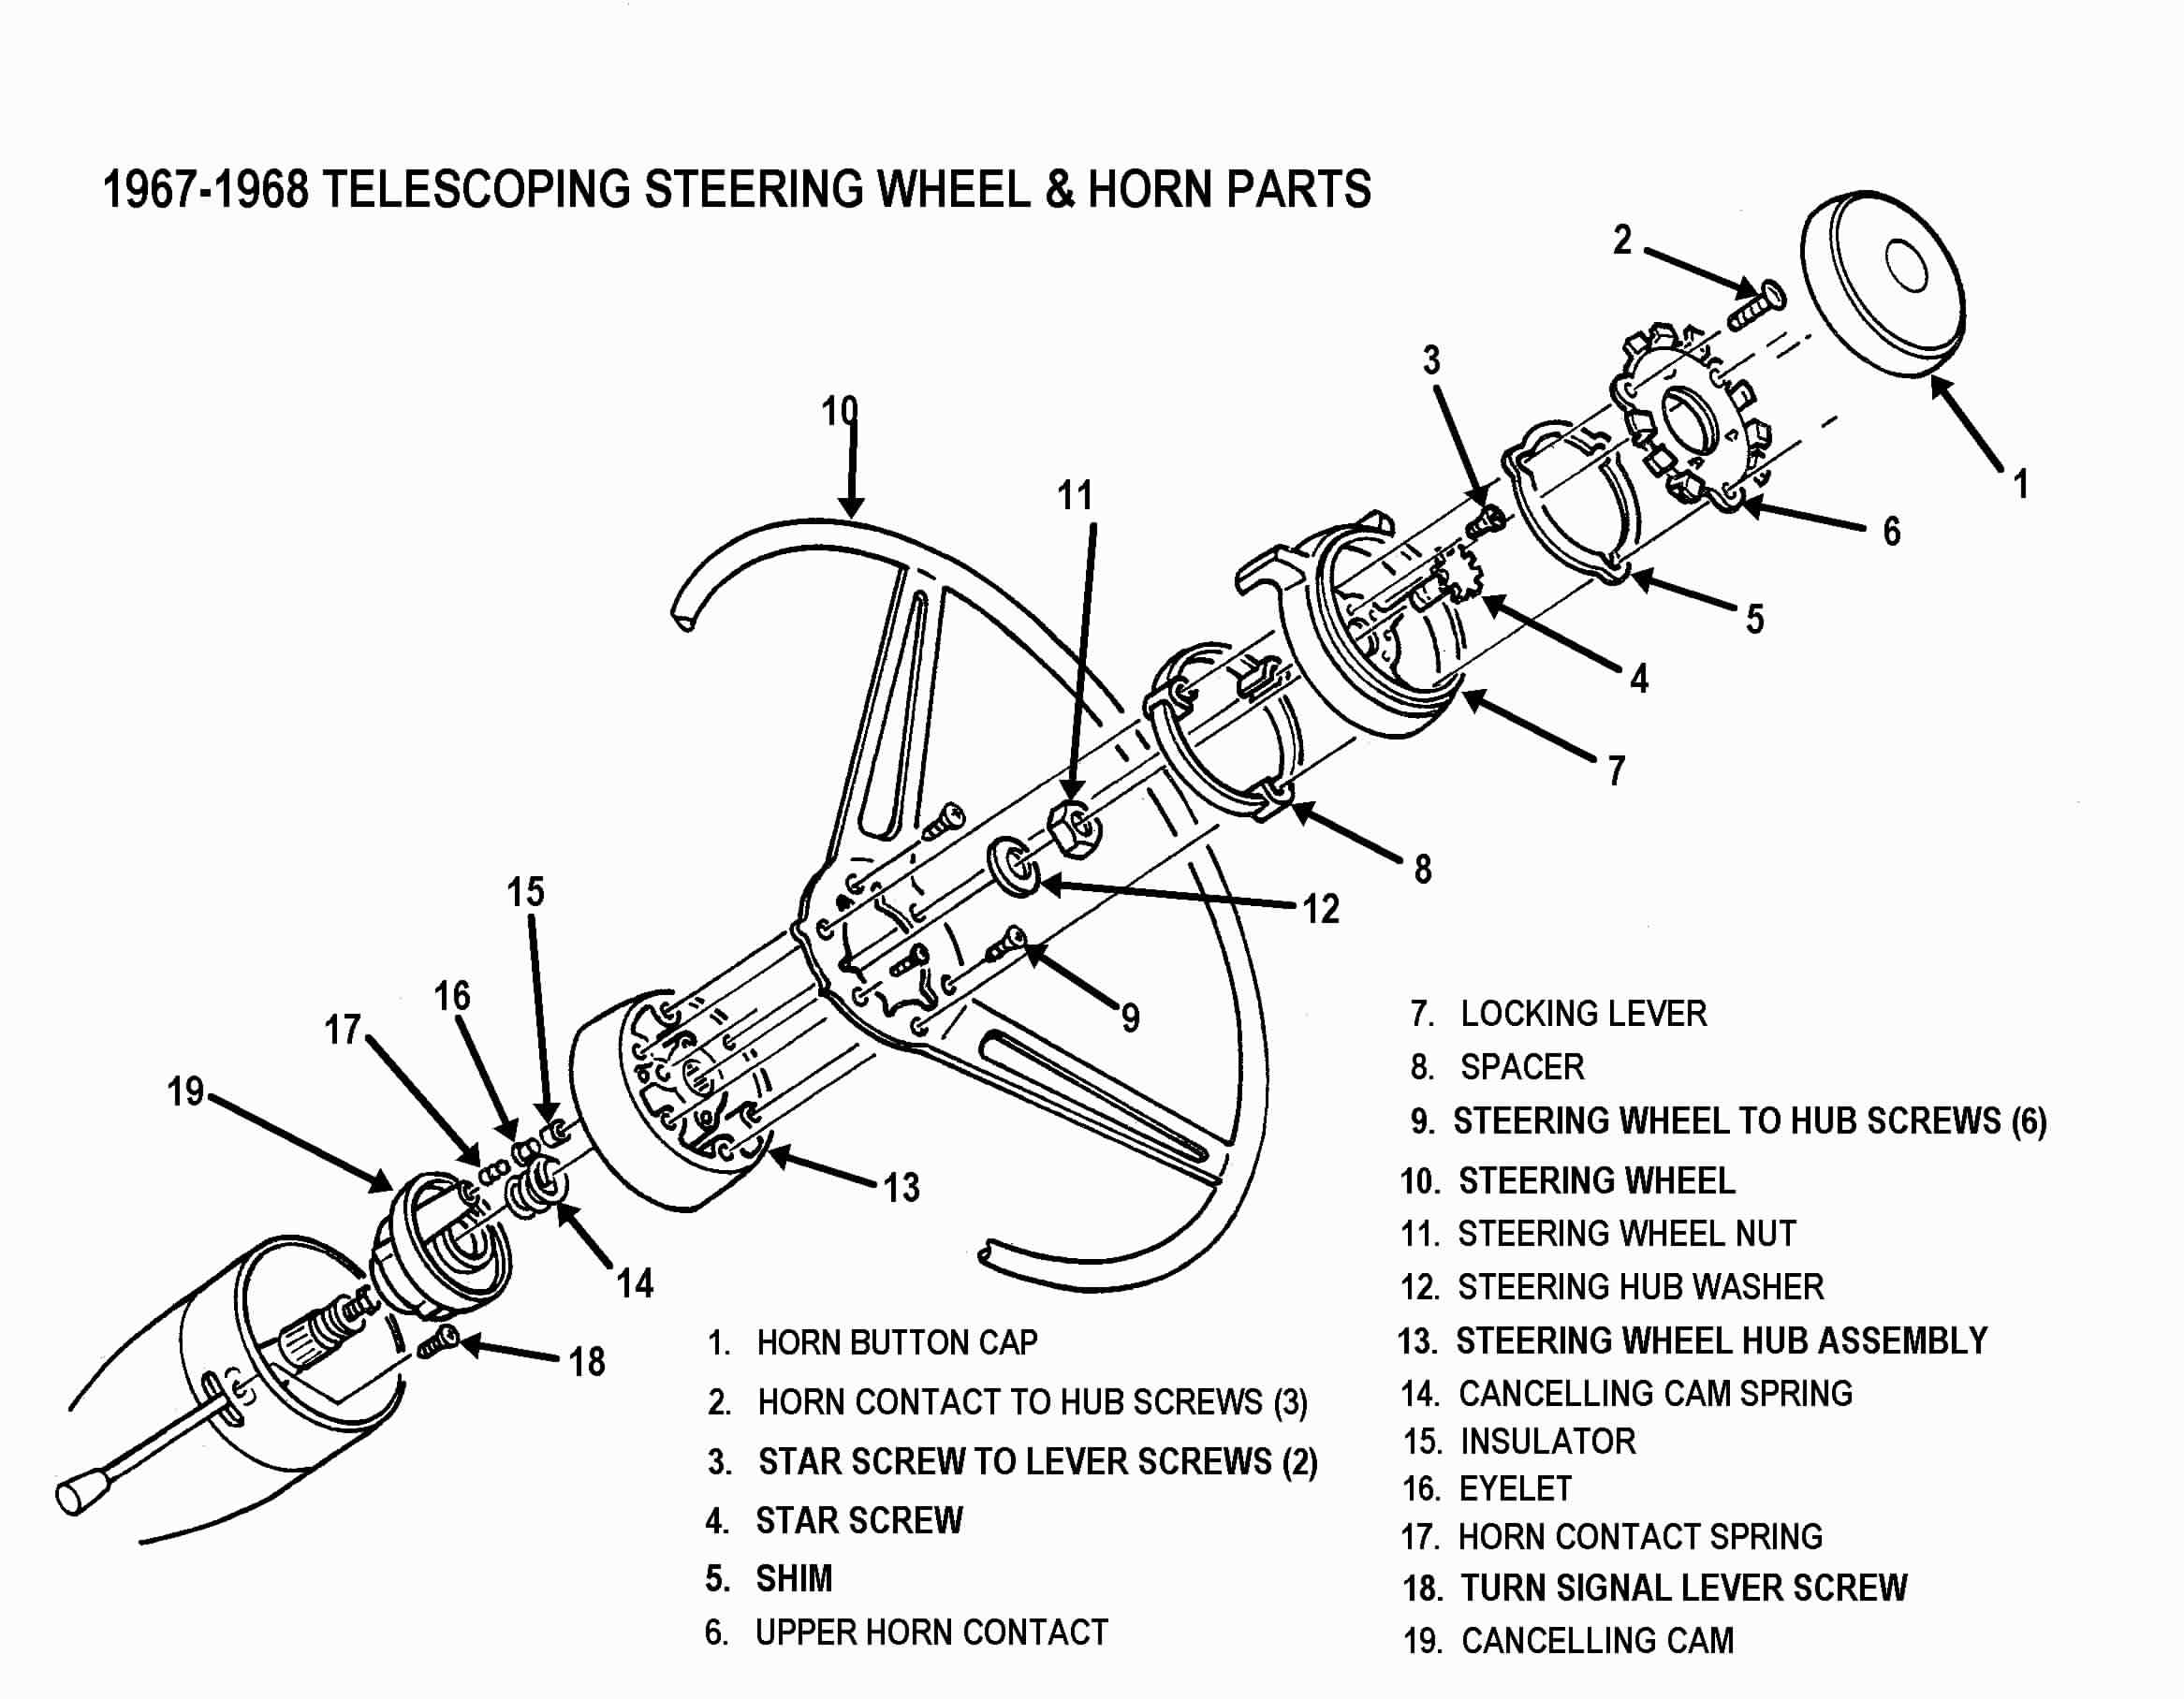 1967-1968 TELESCOPING STEERING WHEEL & HORN PARTS
2
3
1
10
11
6
5
4
7
8
15
12
16
17
9
19
13
14
18
1. HORN BUTTON CAP
2. HORN CONTACT TO HUB SCREWS (3)
3. STAR SCREW TO LEVER SCREWS (2)
4. STAR SCREW
5. SHIM
6. UPPER HORN CONTACT
7. LOCKING LEVER
8. SPACER
9. STEERING WHEEL TO HUB SCREWS (6)
10. STEERING WHEEL
11. STEERING WHEEL NUT
12. STEERING HUB WASHER
13. STEERING WHEEL HUB ASSEMBLY
14. CANCELLING CAM SPRING
15. INSULATOR
16. EYELET
17. HORN CONTACT SPRING
18. TURN SIGNAL LEVER SCREW
19. CANCELLING CAM